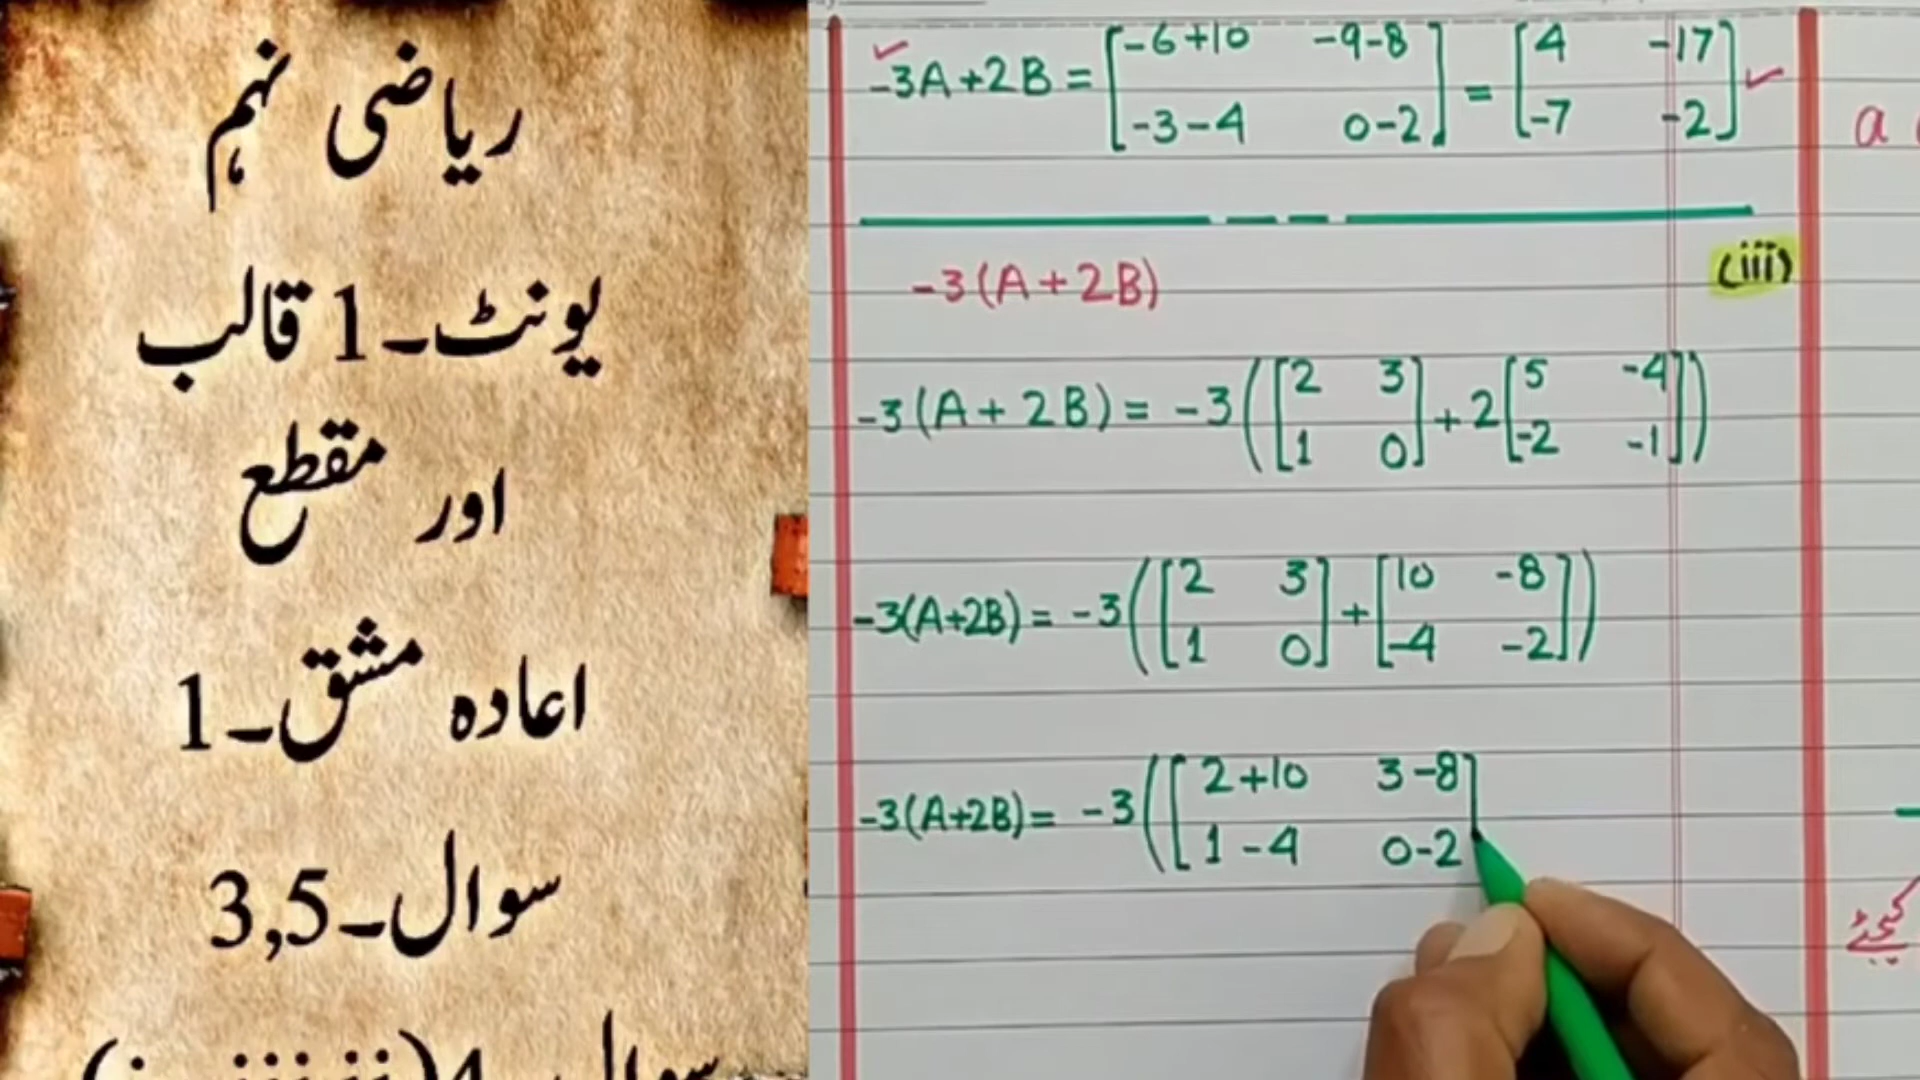 ریاضی نہم
یونٹ۔1 قالب
اور مقطع
اعادہ مشق۔1
سوال۔3,5
-3A+2B = [-6+10 -9-8] = [4 -17]
[-3-4 0-2] [-7 -2]
(iii)
-3(A+2B)
-3(A+2B) = -3([2 3]+2[5 -4])
[1 0] [-2 -1]
-3(A+2B) = -3([2 3]+[10 -8])
[1 0] [-4 -2]
-3(A+2B) = -3([2+10 3-8]
[1-4 0-2
a